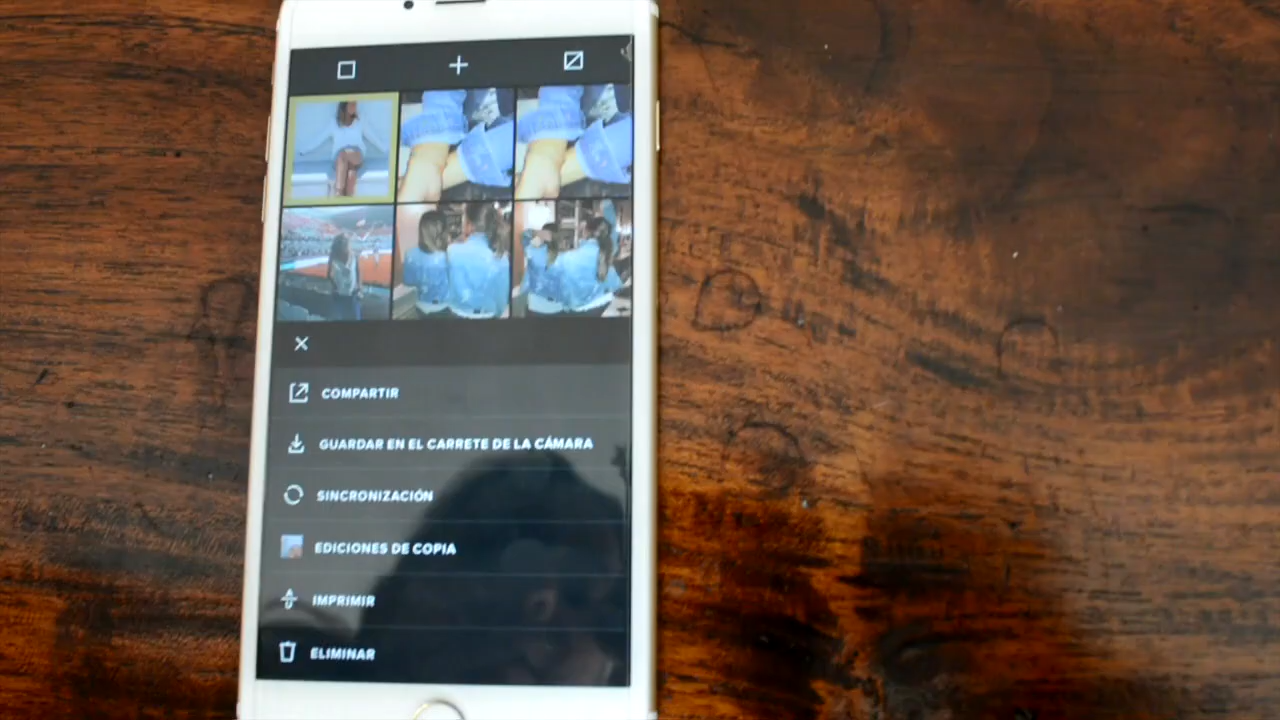 COMPARTIR
GUARDAR EN EL CARRETE DE LA CÁMARA
SINCRONIZACIÓN
EDICIONES DE COPIA
IMPRIMIR
ELIMINAR